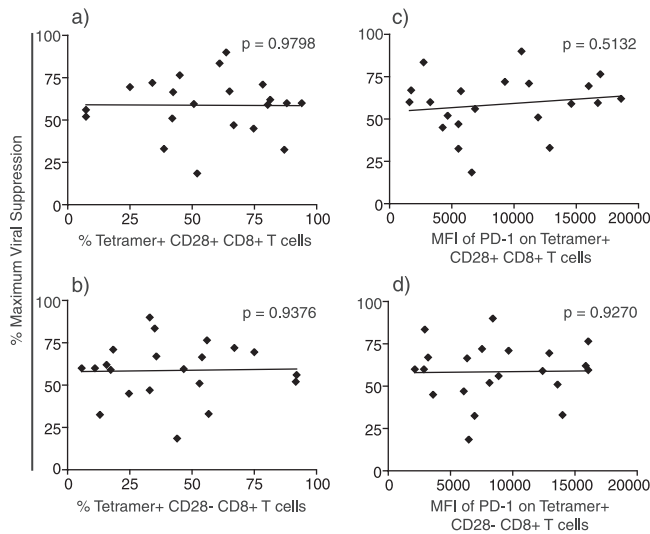 % Maximum Viral Suppression
a)
p = 0.9798
100
75
50
25
0
0 25 50 75 100
% Tetramer+ CD28+ CD8+ T cells
c)
p = 0.5132
100
75
50
25
0
0 5000 10000 15000 20000
MFI of PD-1 on Tetramer+
CD28+ CD8+ T cells
b)
p = 0.9376
100
75
50
25
0
0 25 50 75 100
% Tetramer+ CD28- CD8+ T cells
d)
p = 0.9270
100
75
50
25
0
0 5000 10000 15000 20000
MFI of PD-1 on Tetramer+
CD28- CD8+ T cells